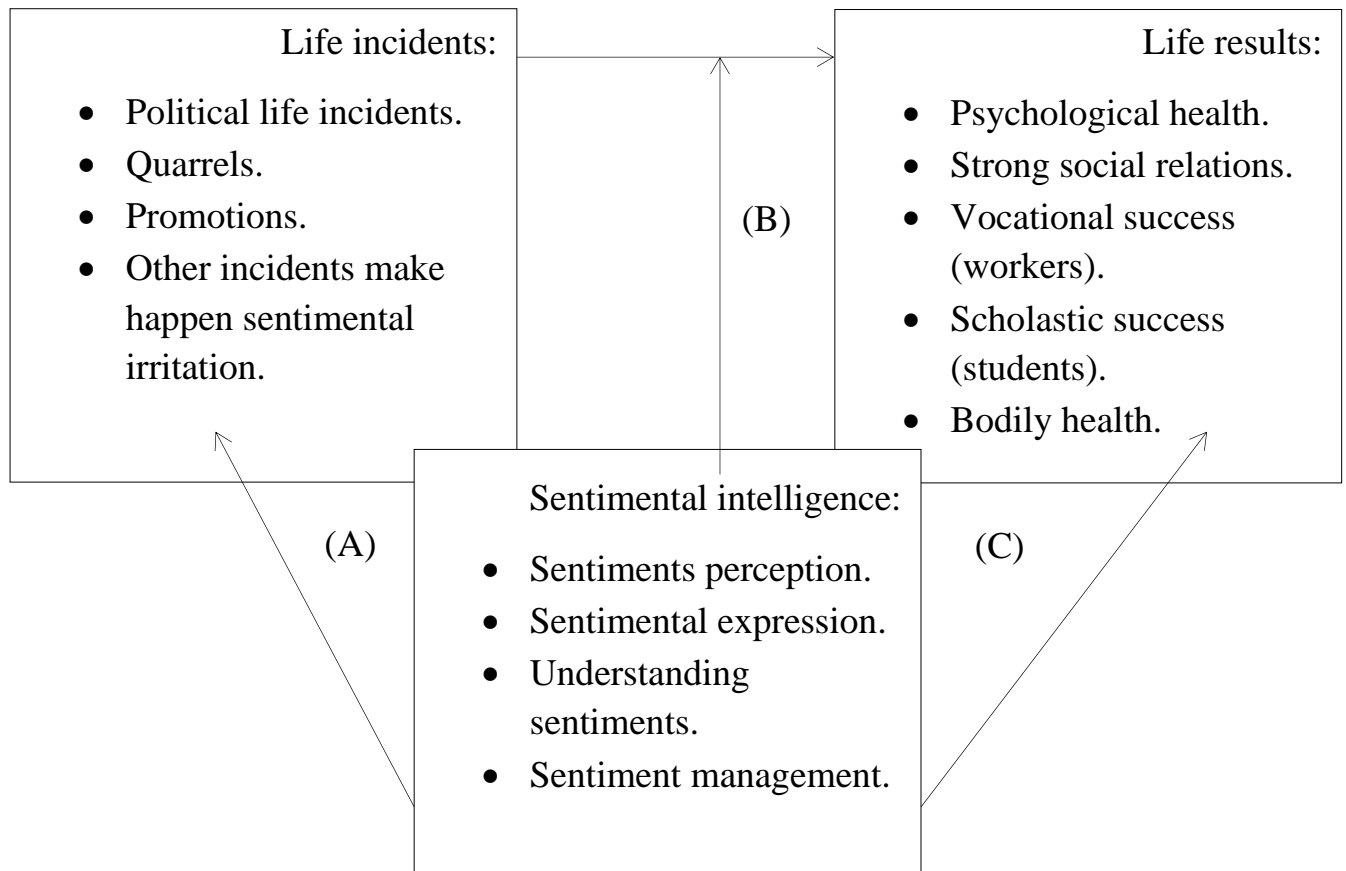 Life incidents:
• Political life incidents.
• Quarrels.
• Promotions.
• Other incidents make
happen sentimental
irritation.
Life results:
• Psychological health.
• Strong social relations.
• Vocational success
(workers).
• Scholastic success
(students).
• Bodily health.
(B)
(A)
(C)
Sentimental intelligence:
• Sentiments perception.
• Sentimental expression.
• Understanding
sentiments.
• Sentiment management.